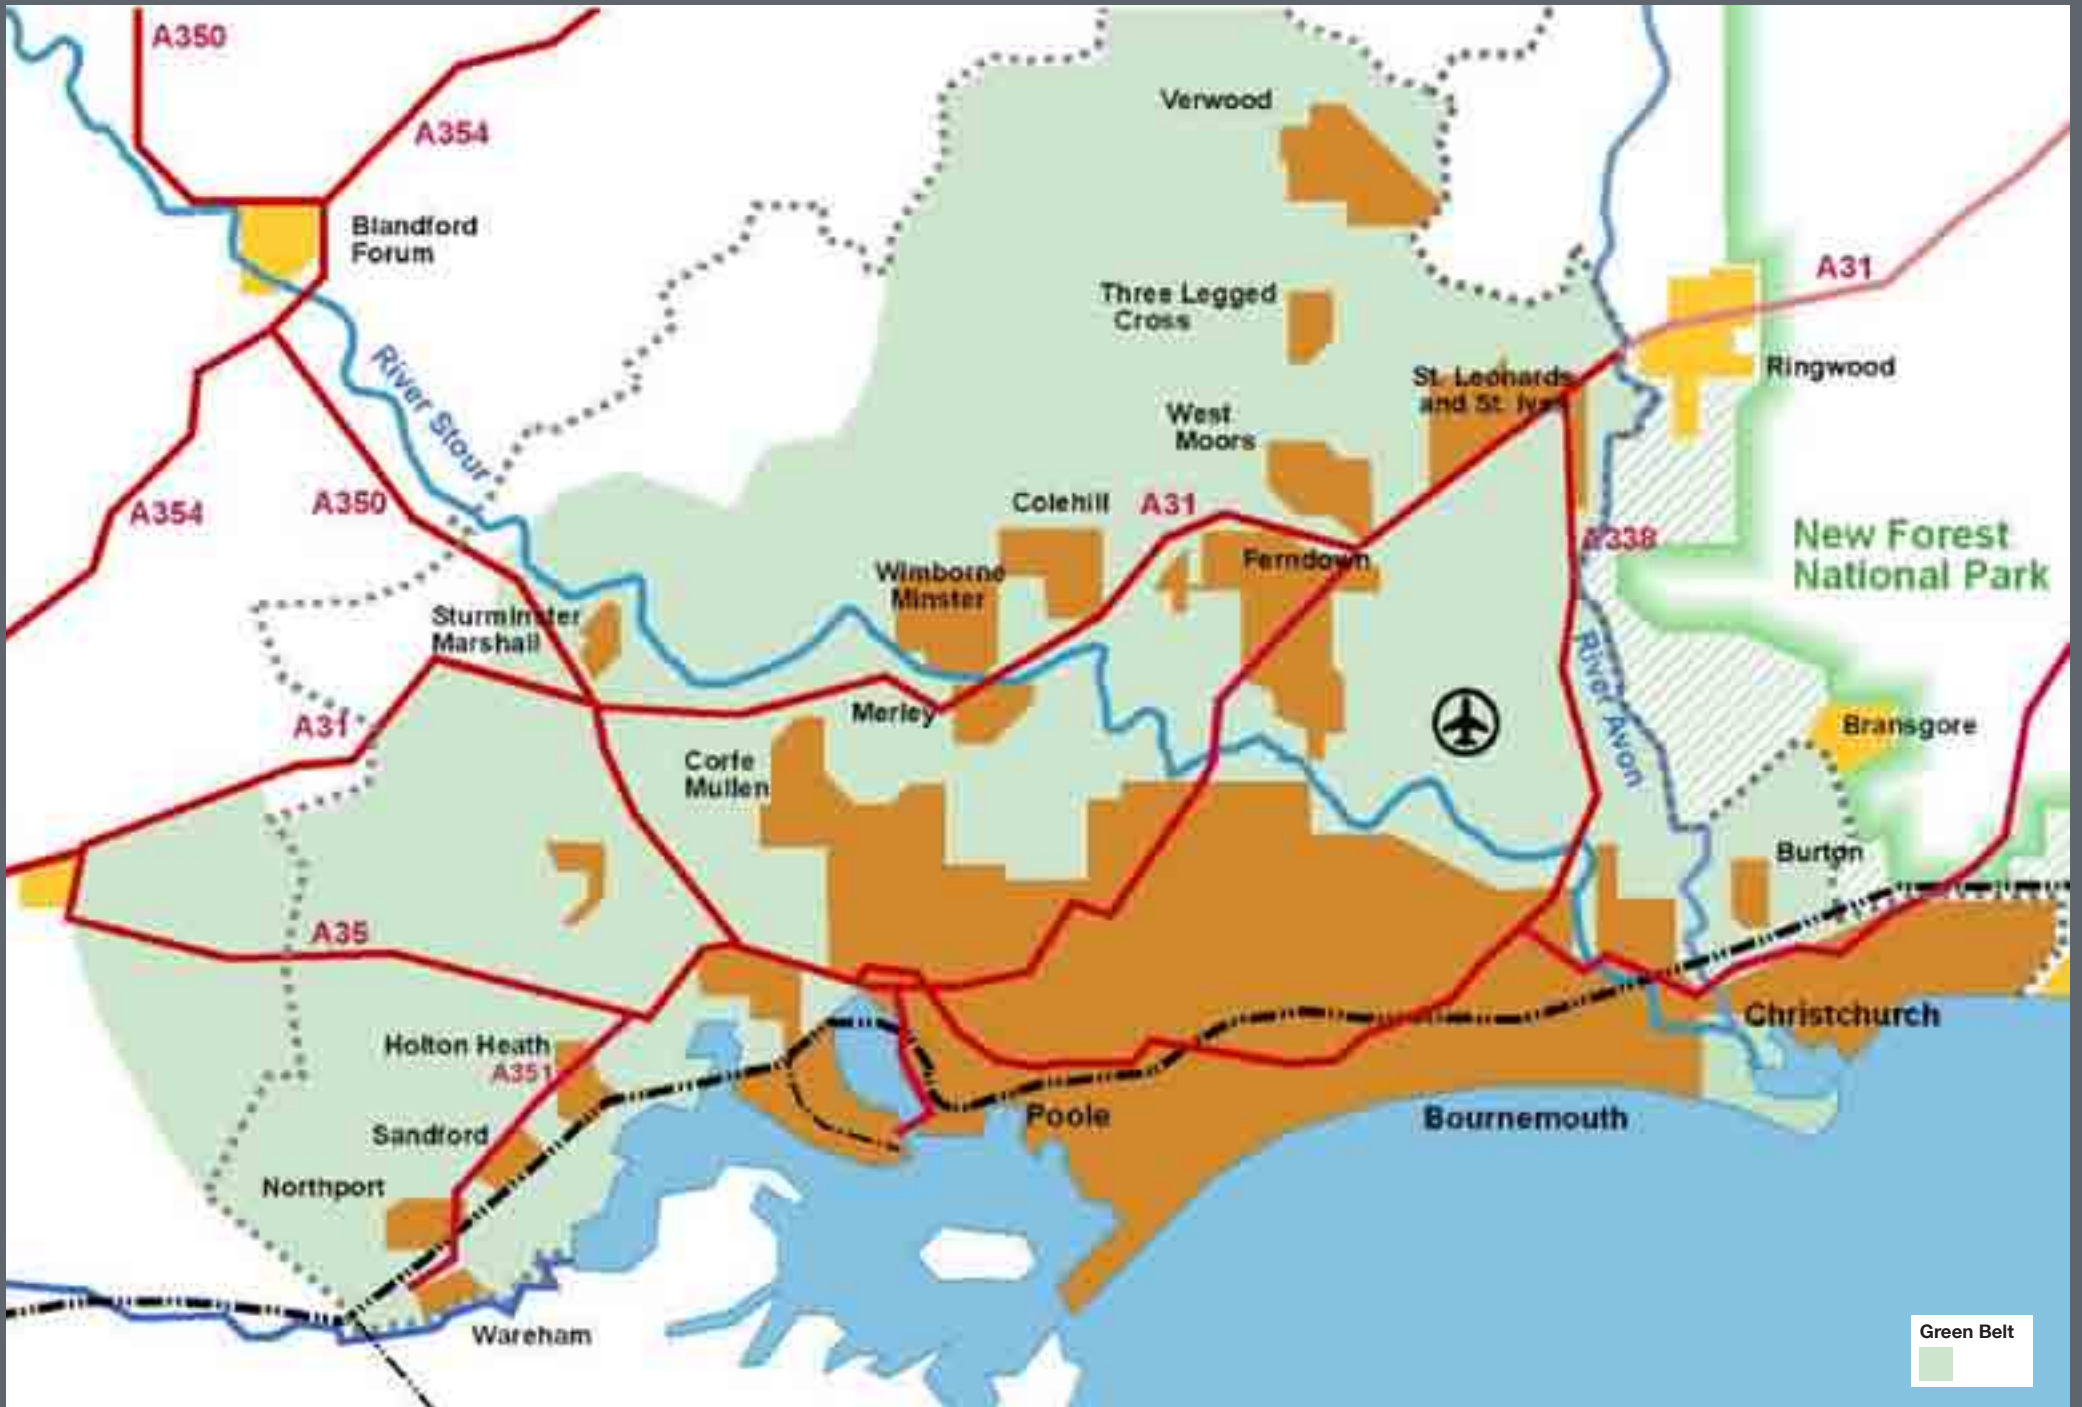 A350
Verwood
A354
Blandford
Forum
A31
Three Legged
Cross
River Stour
Ringwood
St. Leonards
and St. Ives
West
Moors
A354
A350
Colehill
A31
A338
New Forest
National Park
Ferndown
Wimborne
Minster
Sturminster
Marshall
River Avon
A31
Merley
Bransgore
Corfe
Mullen
Burton
A35
Christchurch
Holton Heath
A351
Poole
Bournemouth
Sandford
Northport
Wareham
Green Belt